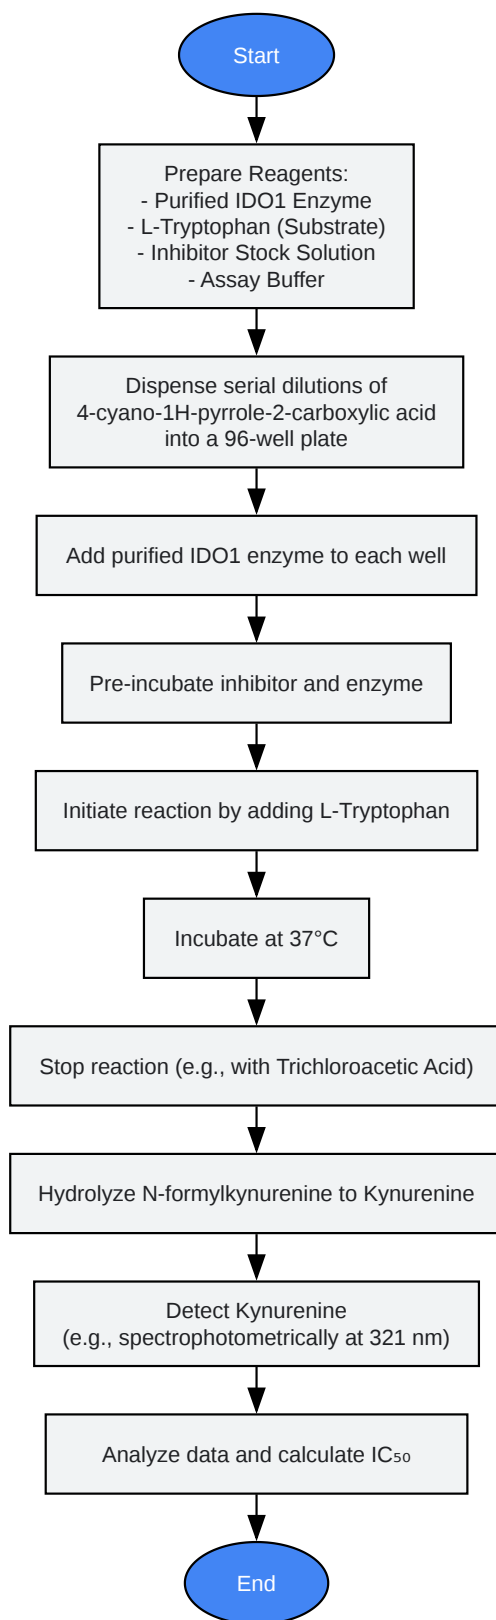 Start
Prepare Reagents:
- Purified IDO1 Enzyme
- L-Tryptophan (Substrate)
- Inhibitor Stock Solution
- Assay Buffer
Dispense serial dilutions of
4-cyano-1H-pyrrole-2-carboxylic acid
into a 96-well plate
Add purified IDO1 enzyme to each well
Pre-incubate inhibitor and enzyme
Initiate reaction by adding L-Tryptophan
Incubate at 37°C
Stop reaction (e.g., with Trichloroacetic Acid)
Hydrolyze N-formylkynurenine to Kynurenine
Detect Kynurenine
(e.g., spectrophotometrically at 321 nm)
Analyze data and calculate IC₅₀
End